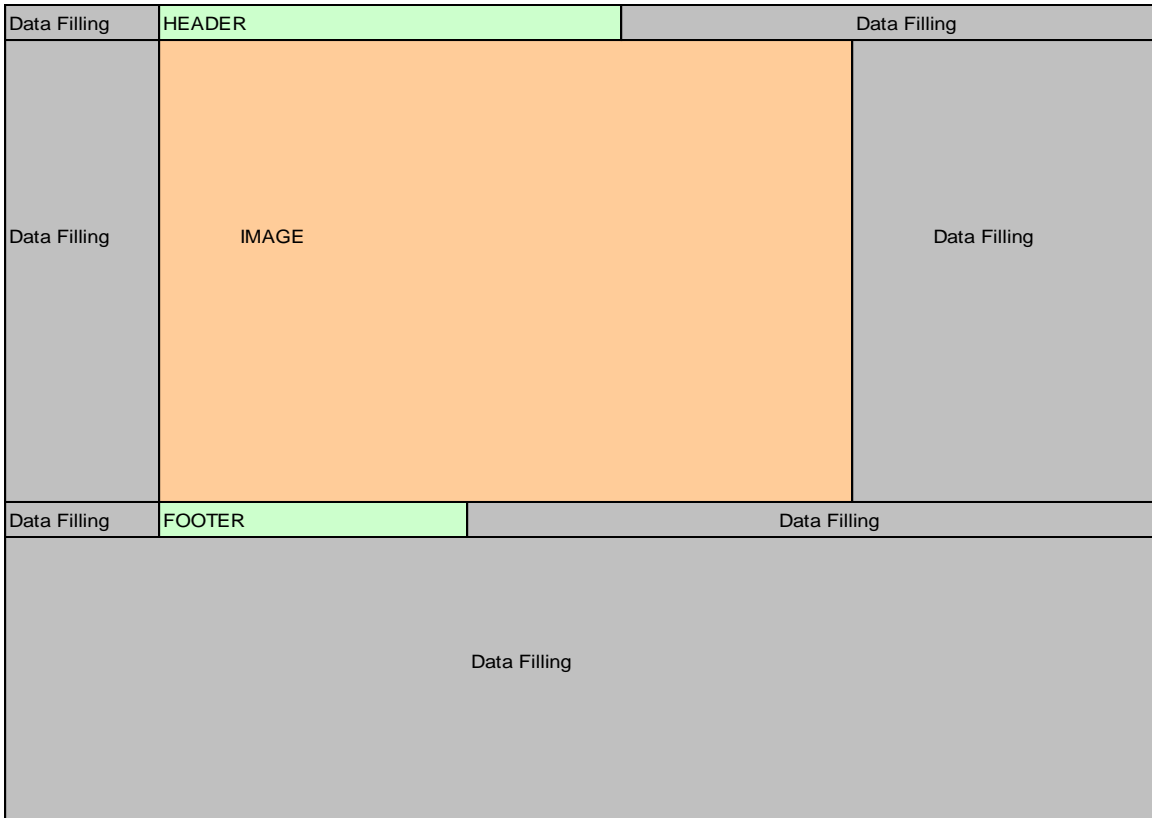 Data Filling HEADER Data Filling
Data Filling IMAGE Data Filling
Data Filling FOOTER Data Filling
Data Filling